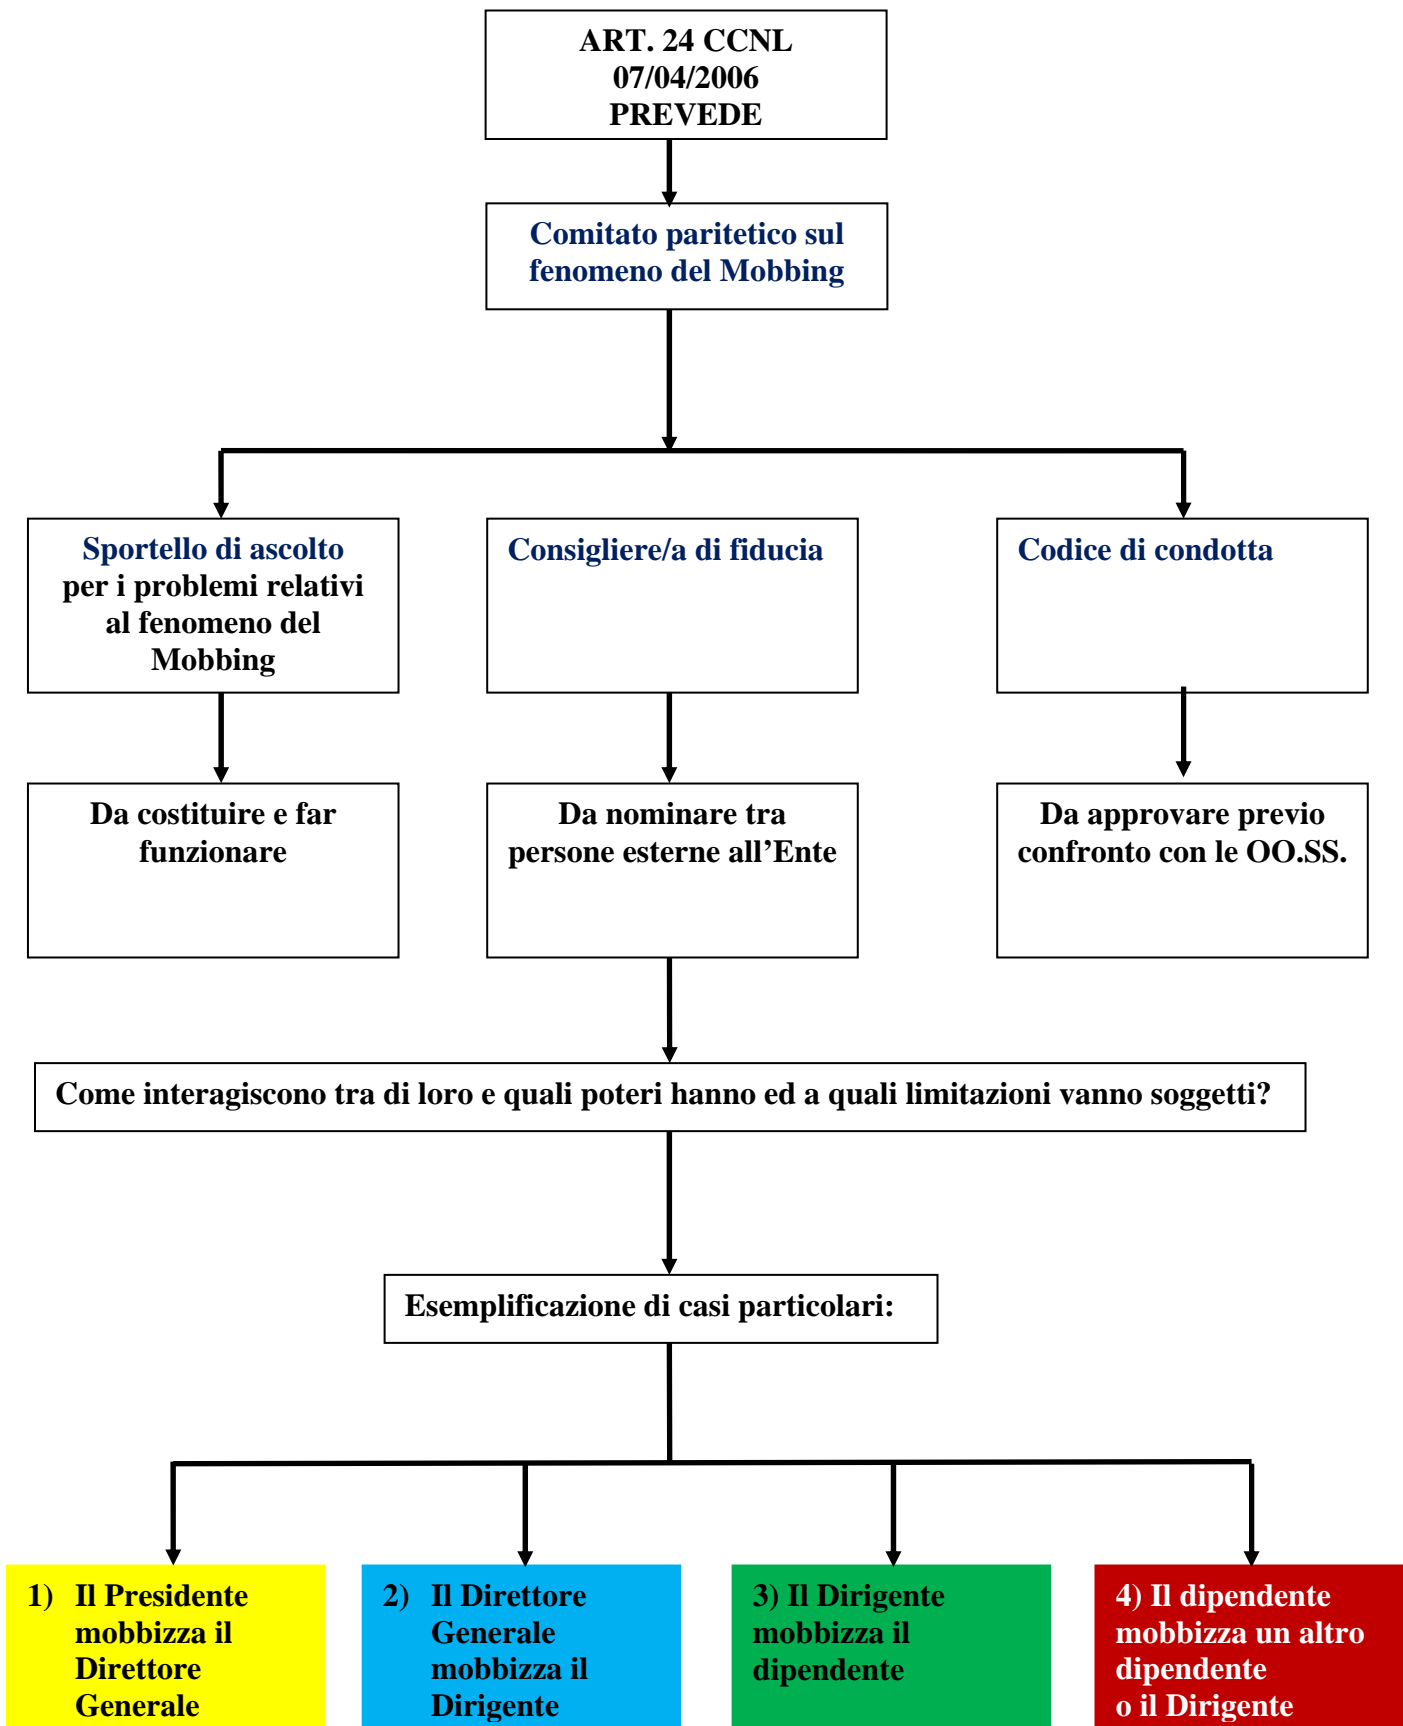 ART. 24 CCNL
07/04/2006
PREVEDE
Comitato paritetico sul
fenomeno del Mobbing
Sportello di ascolto
per i problemi relativi
al fenomeno del
Mobbing
Consigliere/a di fiducia
Codice di condotta
Da costituire e far
funzionare
Da nominare tra
persone esterne all’Ente
Da approvare previo
confronto con le OO.SS.
Come interagiscono tra di loro e quali poteri hanno ed a quali limitazioni vanno soggetti?
Esemplificazione di casi particolari:
1) Il Presidente
mobbizza il
Direttore
Generale
2) Il Direttore
Generale
mobbizza il
Dirigente
3) Il Dirigente
mobbizza il
dipendente
4) Il dipendente
mobbizza un altro
dipendente
o il Dirigente